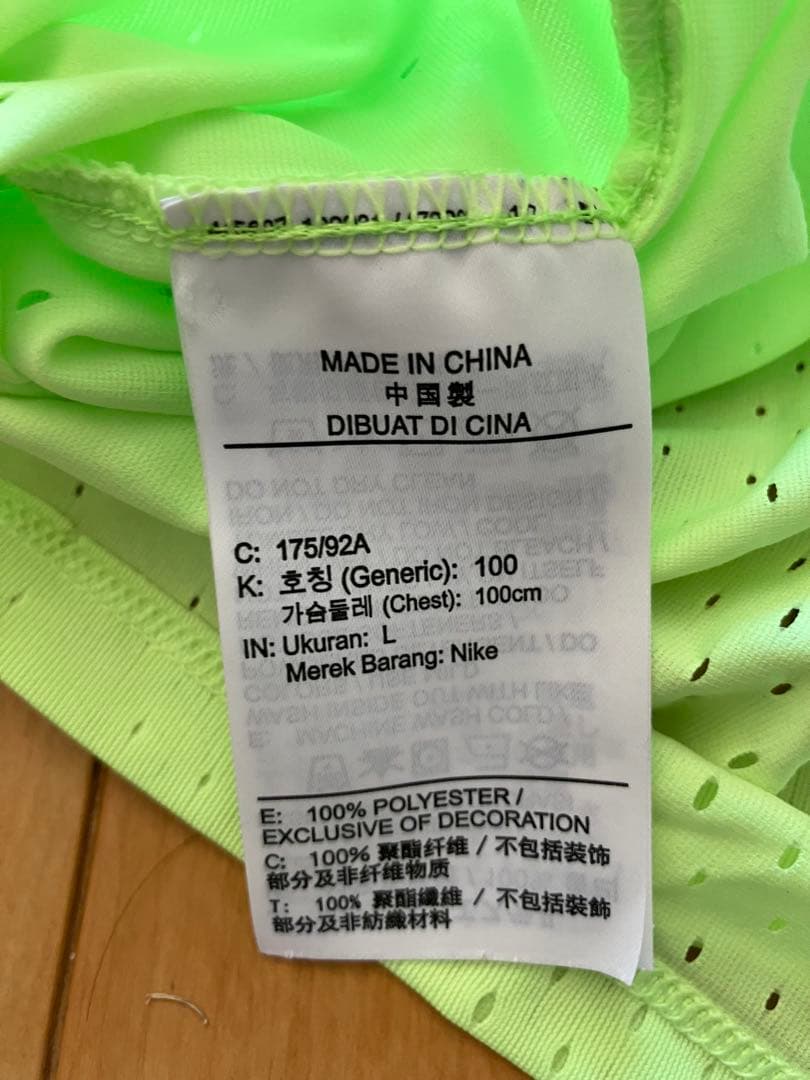 MADE IN CHINA
中国製
DIBUAT DI CINA
C: 175/92A
K: 호칭 (Generic): 100
가슴둘레 (Chest): 100cm
IN: Ukuran: L
Merek Barang: Nike
E: 100% POLYESTER /
EXCLUSIVE OF DECORATION
C: 100% 聚酯纤维 / 不包括装饰
部分及非纤维物质
T: 100% 聚酯纖維 / 不包括裝飾
部分及非紡織材料